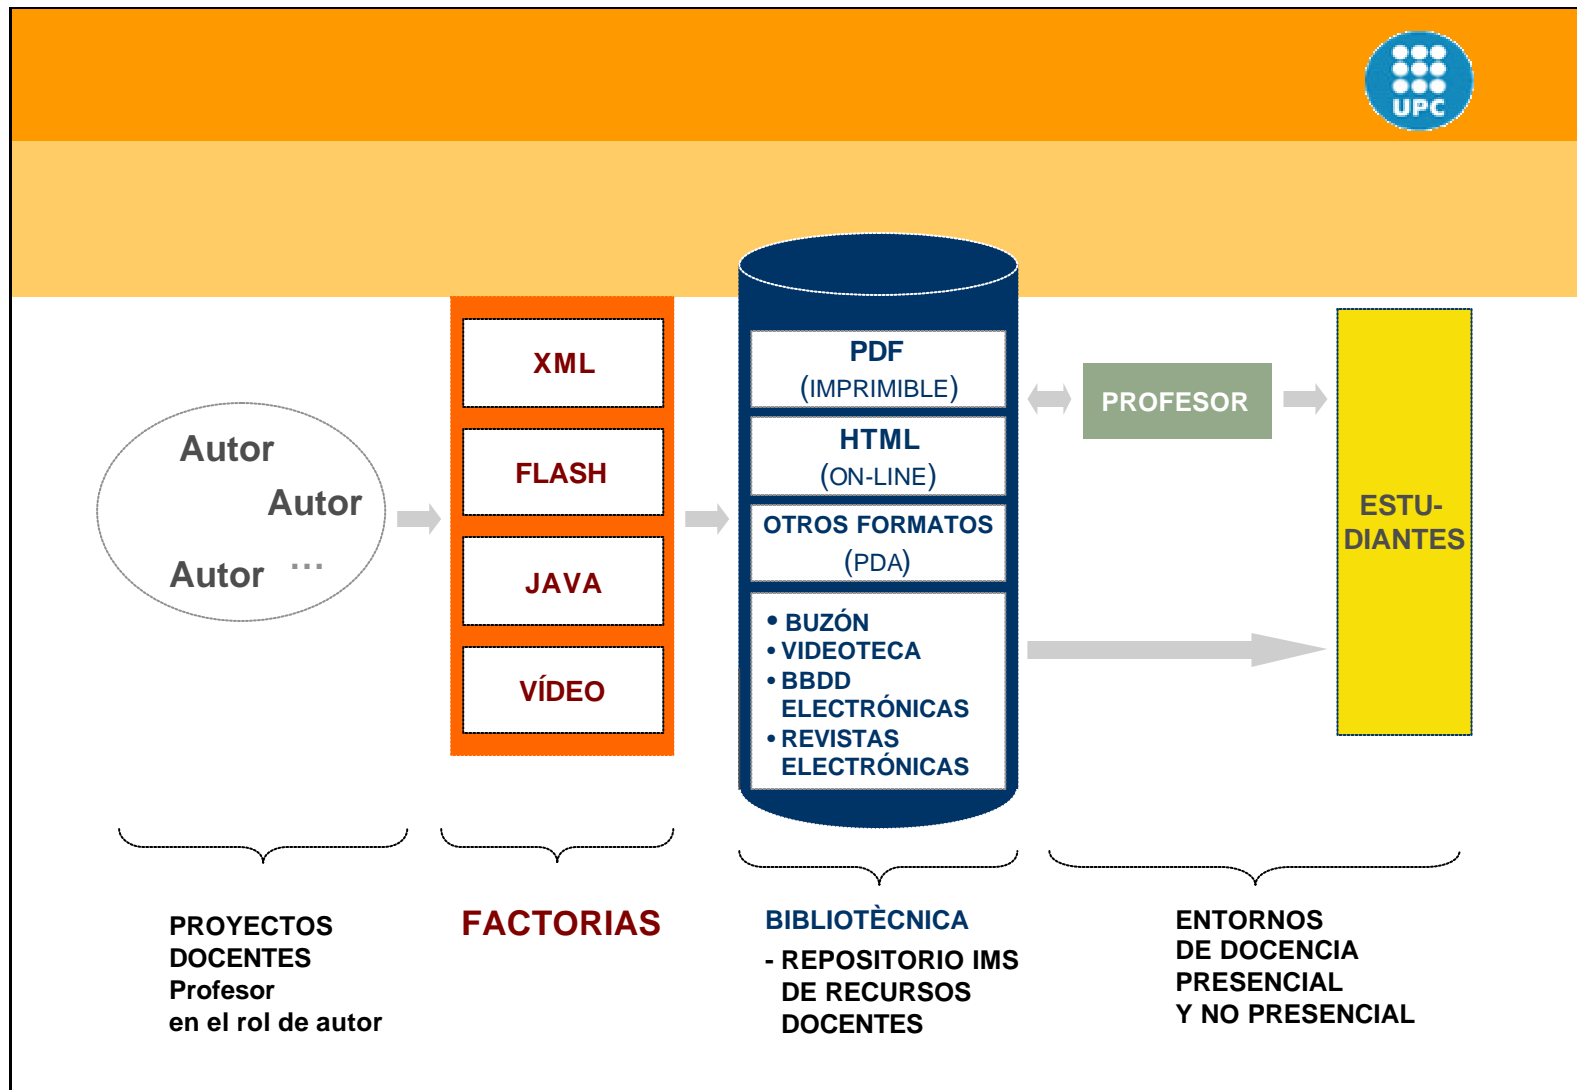 UPC
Autor
Autor
Autor ...
XML
FLASH
JAVA
VÍDEO
PDF
(IMPRIMIBLE)
HTML
(ON-LINE)
OTROS FORMATOS
(PDA)
• BUZÓN
• VIDEOTECA
• BBDD
ELECTRÓNICAS
• REVISTAS
ELECTRÓNICAS
PROFESOR
ESTU-
DIANTES
PROYECTOS
DOCENTES
Profesor
en el rol de autor
FACTORIAS
BIBLIOTÈCNICA
- REPOSITORIO IMS
DE RECURSOS
DOCENTES
ENTORNOS
DE DOCENCIA
PRESENCIAL
Y NO PRESENCIAL